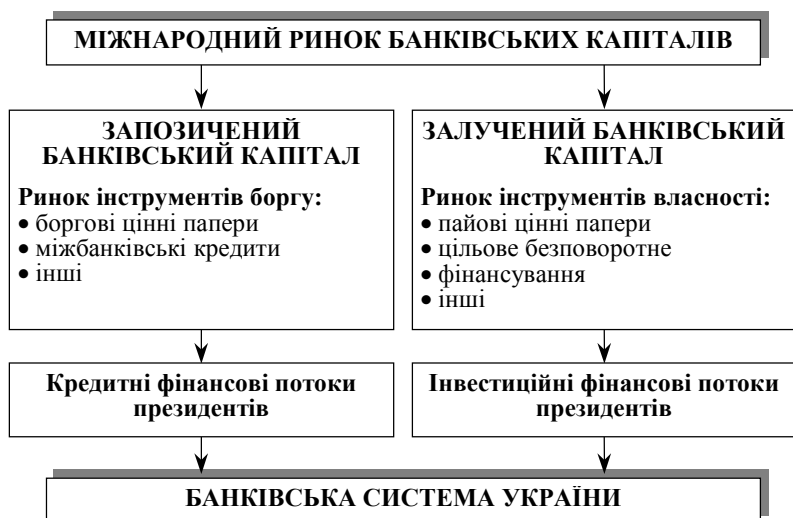 МІЖНАРОДНИЙ РИНОК БАНКІВСЬКИХ КАПІТАЛІВ
ЗАПОЗИЧЕНИЙ
БАНКІВСЬКИЙ КАПІТАЛ
Ринок інструментів боргу:
• боргові цінні папери
• міжбанківські кредити
• інші
ЗАЛУЧЕНИЙ БАНКІВСЬКИЙ
КАПІТАЛ
Ринок інструментів власності:
• пайові цінні папери
• цільове безповоротне
• фінансування
• інші
Кредитні фінансові потоки
президентів
Інвестиційні фінансові потоки
президентів
БАНКІВСЬКА СИСТЕМА УКРАЇНИ